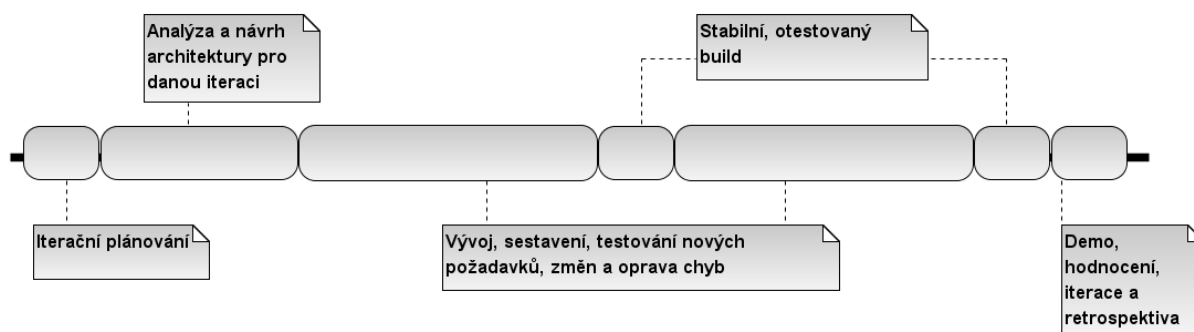 Analýza a návrh
architektury pro
danou iteraci
Stabilní, otestovaný
build
Iterační plánování
Vývoj, sestavení, testování nových
požadavků, změn a oprava chyb
Demo,
hodnocení,
iterace a
retrospektiva